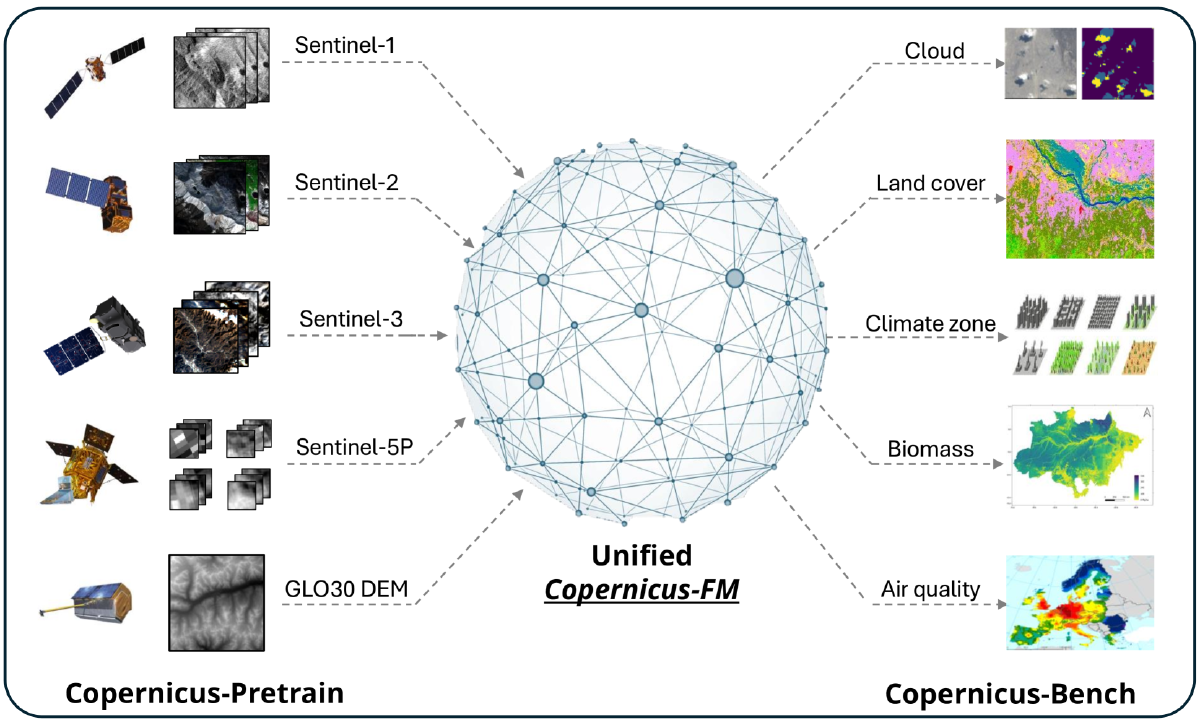 Sentinel-1
Sentinel-2
Sentinel-3
Sentinel-5P
GLO30 DEM
Copernicus-Pretrain
Unified
Copernicus-FM
Cloud
Land cover
Climate zone
Biomass
Air quality
Copernicus-Bench